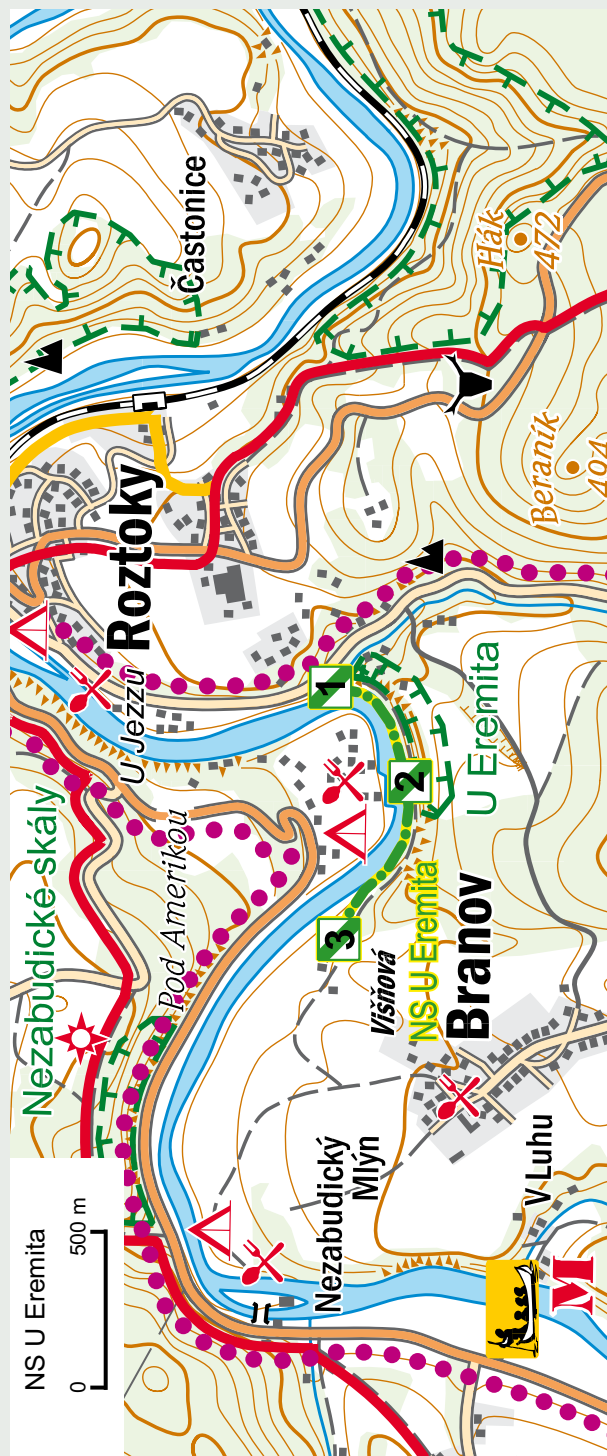 NS U Eremita
0 500 m
Nezabudické skály
U Jezzu
Roztoky
Častonice
Pod Amerikou
Hák
472
Beraník
494
1
2
3
U Eremita
NS U Eremita
Višňová
Branov
Nezabudický
Mlýn
V Luhu
M